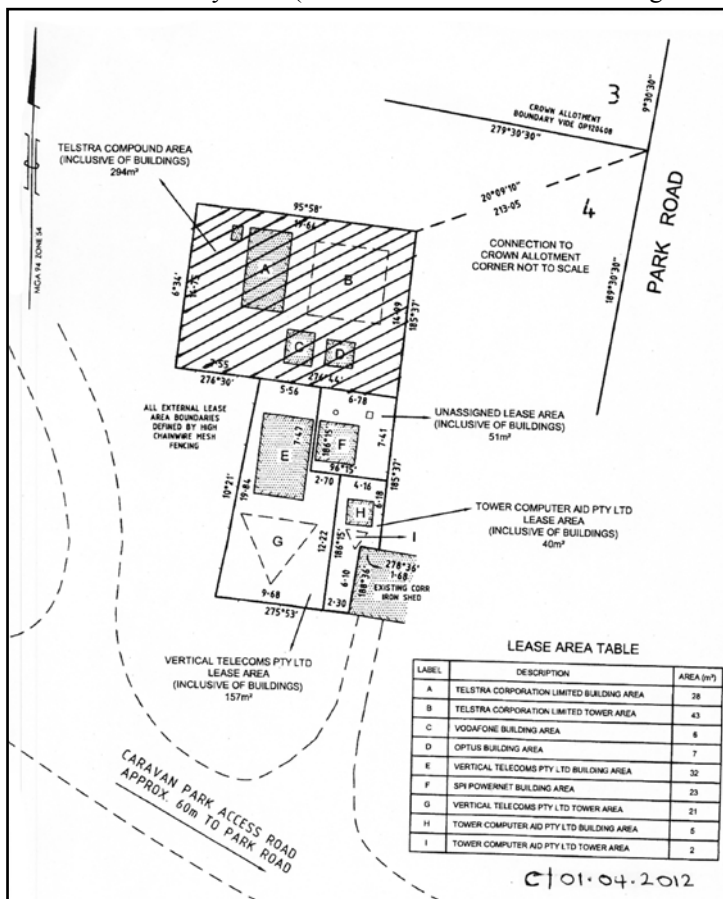 MGA 94 ZONE 54
TELSTRA COMPOUND AREA
(INCLUSIVE OF BUILDINGS)
294m²
3
9°30'30"
CROWN ALLOTMENT
BOUNDARY VIDE OP120408
279°30'30"
20°09'10"
213·05
4
PARK ROAD
CONNECTION TO
CROWN ALLOTMENT
CORNER NOT TO SCALE
189°30'30"
95°58'
19·64
A
B
6°34'
14·75
14·99
185°37'
C
D
7·55
276°30'
276°44'
5·56
6·78
ALL EXTERNAL LEASE
AREA BOUNDARIES
DEFINED BY HIGH
CHAINWIRE MESH
FENCING
UNASSIGNED LEASE AREA
(INCLUSIVE OF BUILDINGS)
51m²
E
7·47
186°15'
F
7·41
185°37'
96°15'
2·70
4·16
6·18
10°21'
19·84
H
TOWER COMPUTER AID PTY LTD
LEASE AREA
(INCLUSIVE OF BUILDINGS)
40m²
I
G
12·22
186°15'
278°36'
1·68
EXISTING CORR
IRON SHED
6·10
188°36'
9·68
275°53'
2·30
VERTICAL TELECOMS PTY LTD
LEASE AREA
(INCLUSIVE OF BUILDINGS)
157m²
CARAVAN PARK ACCESS ROAD
APPROX. 60m TO PARK ROAD
LEASE AREA TABLE
LABEL DESCRIPTION AREA (m²)
A TELSTRA CORPORATION LIMITED BUILDING AREA 28
B TELSTRA CORPORATION LIMITED TOWER AREA 43
C VODAFONE BUILDING AREA 6
D OPTUS BUILDING AREA 7
E VERTICAL TELECOMS PTY LTD BUILDING AREA 32
F SPI POWERNET BUILDING AREA 23
G VERTICAL TELECOMS PTY LTD TOWER AREA 21
H TOWER COMPUTER AID PTY LTD BUILDING AREA 5
I TOWER COMPUTER AID PTY LTD TOWER AREA 2
C/01·04·2012